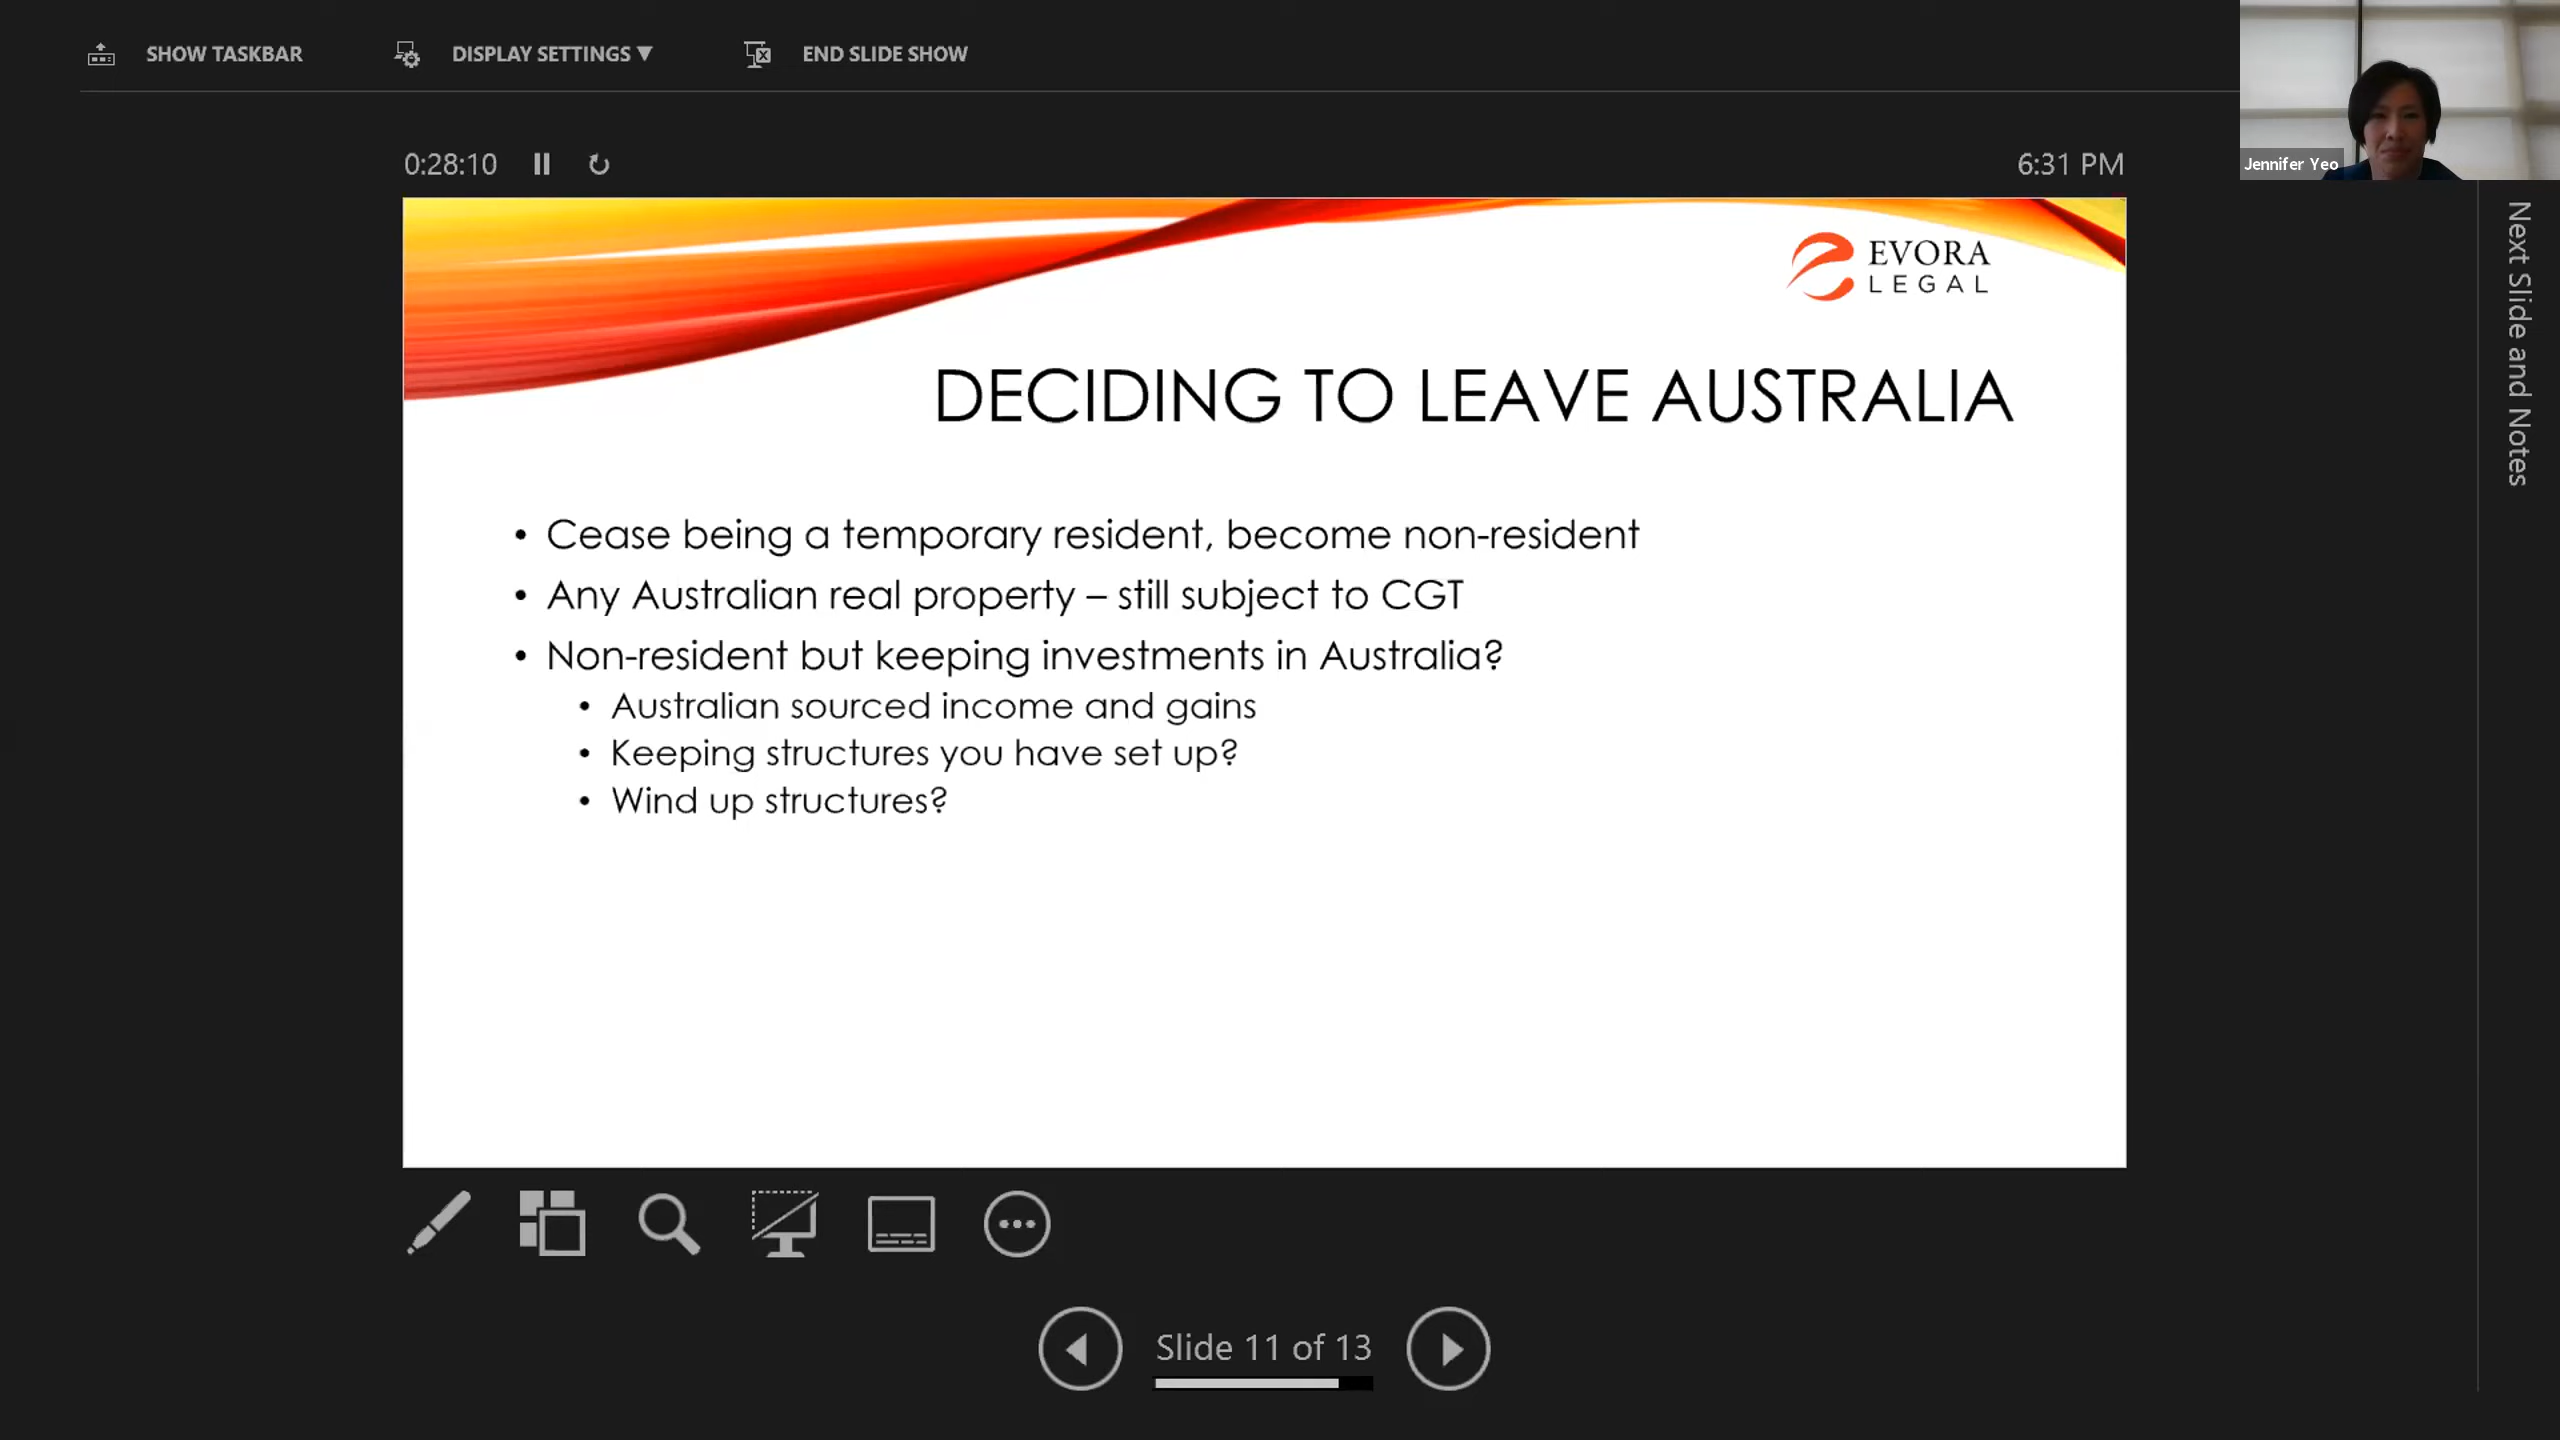 SHOW TASKBAR
DISPLAY SETTINGS ▼
END SLIDE SHOW
Jennifer Yeo
0:28:10
6:31 PM
Next Slide and Notes
EVORA
LEGAL
DECIDING TO LEAVE AUSTRALIA
• Cease being a temporary resident, become non-resident
• Any Australian real property – still subject to CGT
• Non-resident but keeping investments in Australia?
• Australian sourced income and gains
• Keeping structures you have set up?
• Wind up structures?
Slide 11 of 13